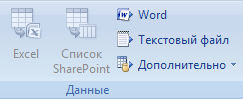 Excel
Список
SharePoint
Word
Текстовый файл
Дополнительно
Данные